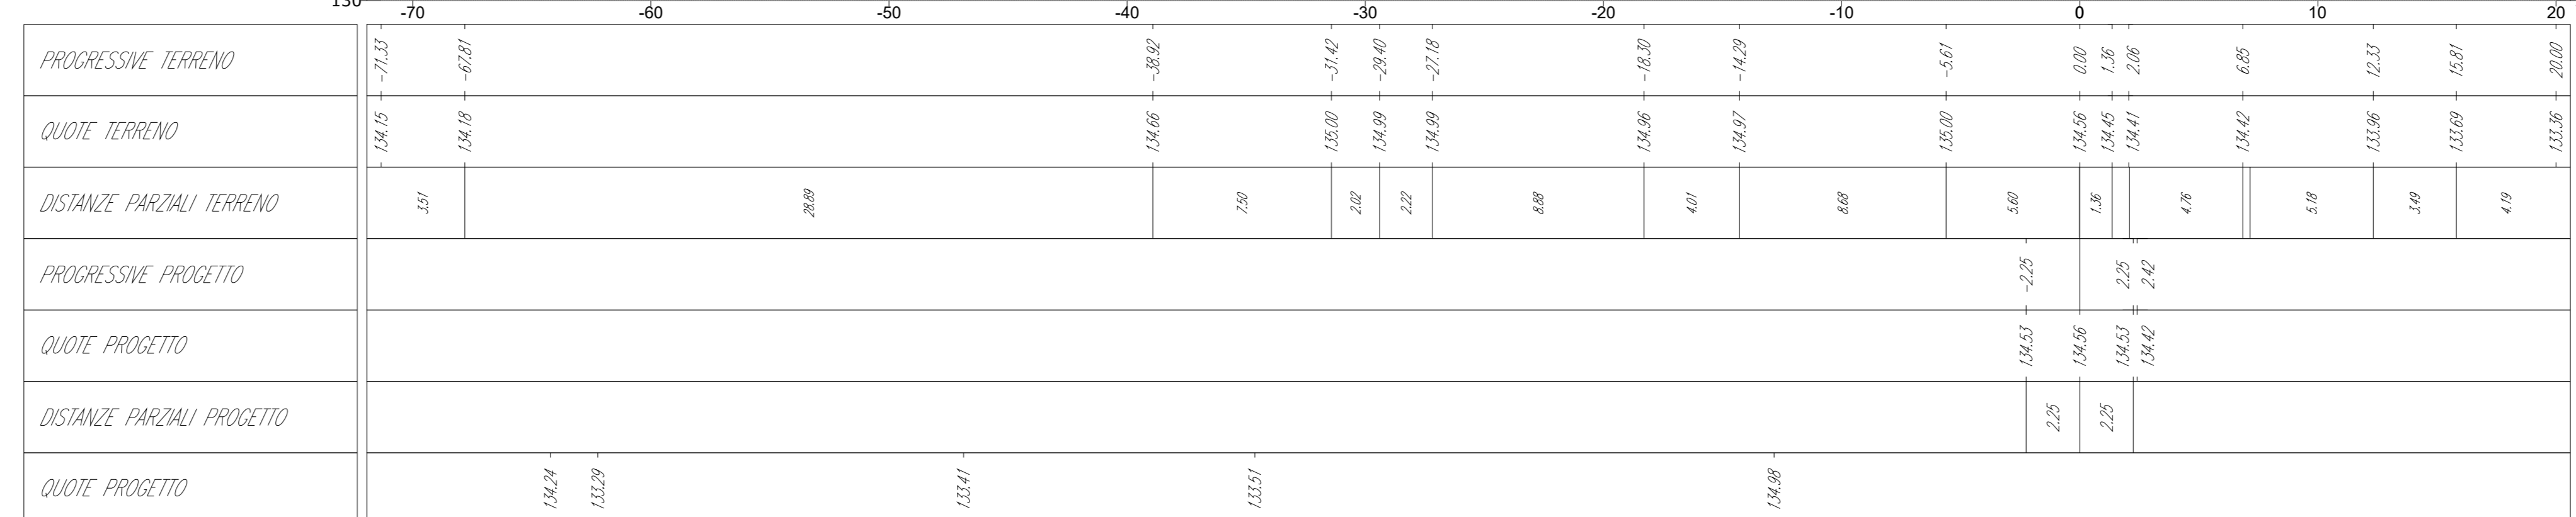 130
-70 -60 -50 -40 -30 -20 -10 0 10 20
PROGRESSIVE TERRENO -71.33 -67.81 -38.92 -31.42 -29.40 -27.18 -18.30 -14.29 -5.61 0.00 1.36 2.06 6.85 12.33 15.81 20.00
QUOTE TERRENO 134.15 134.18 134.66 135.00 134.99 134.99 134.96 134.97 135.00 134.56 134.45 134.41 134.42 133.96 133.69 133.36
DISTANZE PARZIALI TERRENO 3.51 28.89 7.50 2.02 2.22 8.88 4.01 8.68 5.60 1.36 4.76 5.18 3.49 4.19
PROGRESSIVE PROGETTO -2.25 2.25 2.42
QUOTE PROGETTO 134.53 134.56 134.53 134.42
DISTANZE PARZIALI PROGETTO 2.25 2.25
QUOTE PROGETTO 134.24 133.29 133.41 133.51 134.98